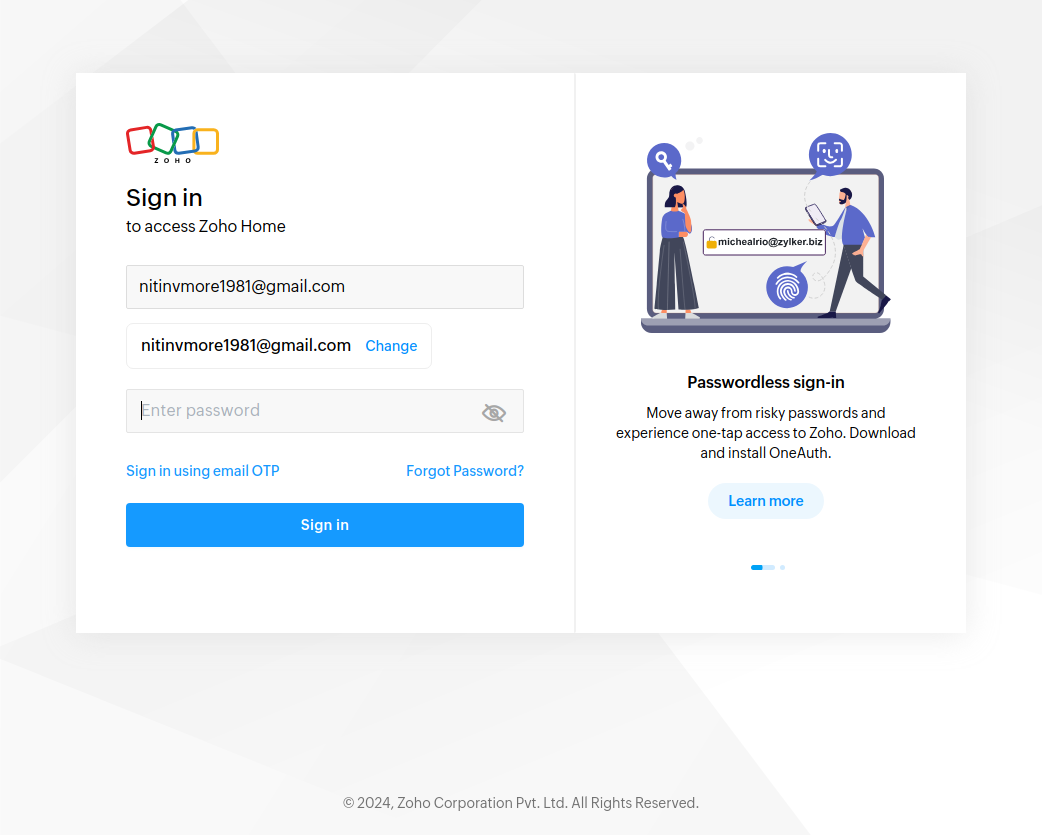 ZOHO
Sign in
to access Zoho Home
nitinvmore1981@gmail.com
nitinvmore1981@gmail.com Change
Enter password
Sign in using email OTP Forgot Password?
Sign in
michealrio@zylker.biz
Passwordless sign-in
Move away from risky passwords and
experience one-tap access to Zoho. Download
and install OneAuth.
Learn more
© 2024, Zoho Corporation Pvt. Ltd. All Rights Reserved.